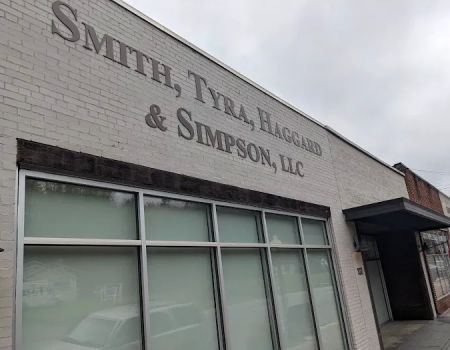 SMITH, TYRA, HAGGARD
& SIMPSON, LLC